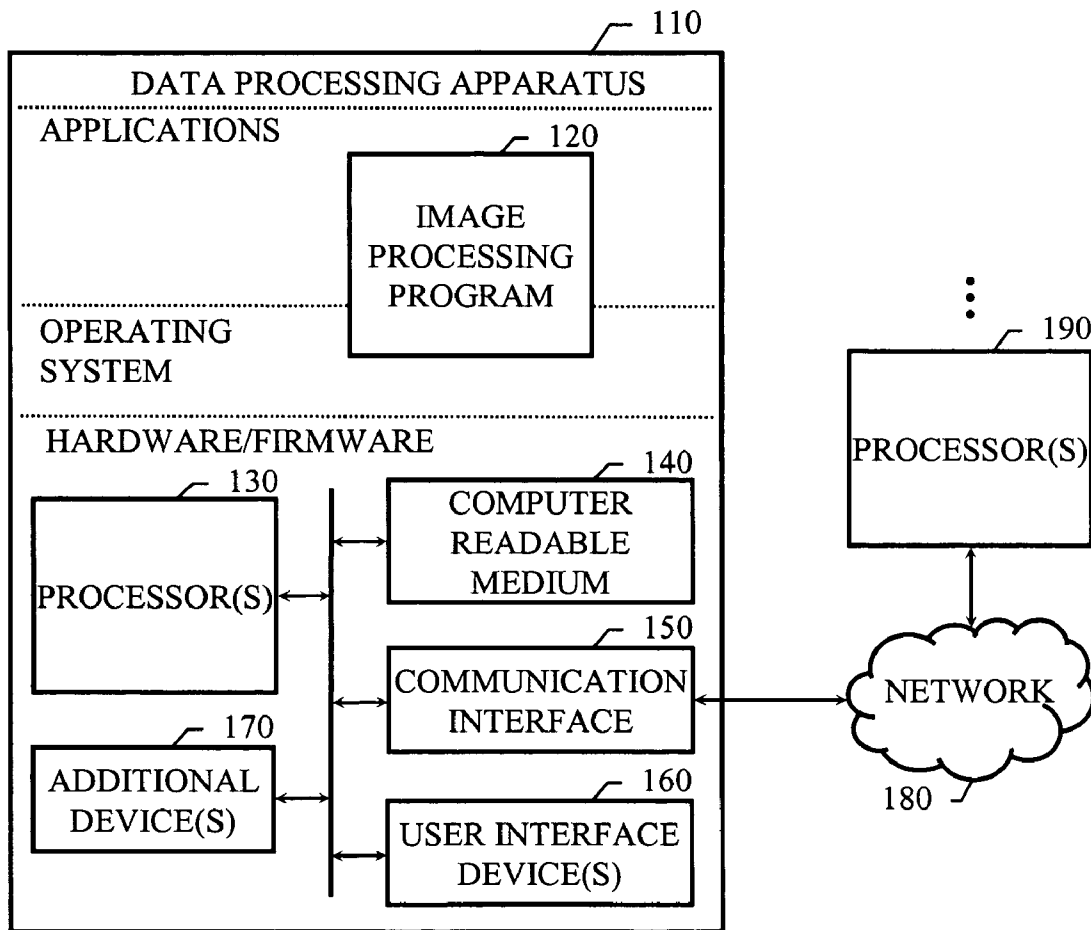 110
DATA PROCESSING APPARATUS
APPLICATIONS
120
IMAGE
PROCESSING
PROGRAM
OPERATING
SYSTEM
190
PROCESSOR(S)
HARDWARE/FIRMWARE
130
PROCESSOR(S)
140
COMPUTER
READABLE
MEDIUM
150
COMMUNICATION
INTERFACE
NETWORK
180
170
ADDITIONAL
DEVICE(S)
160
USER INTERFACE
DEVICE(S)